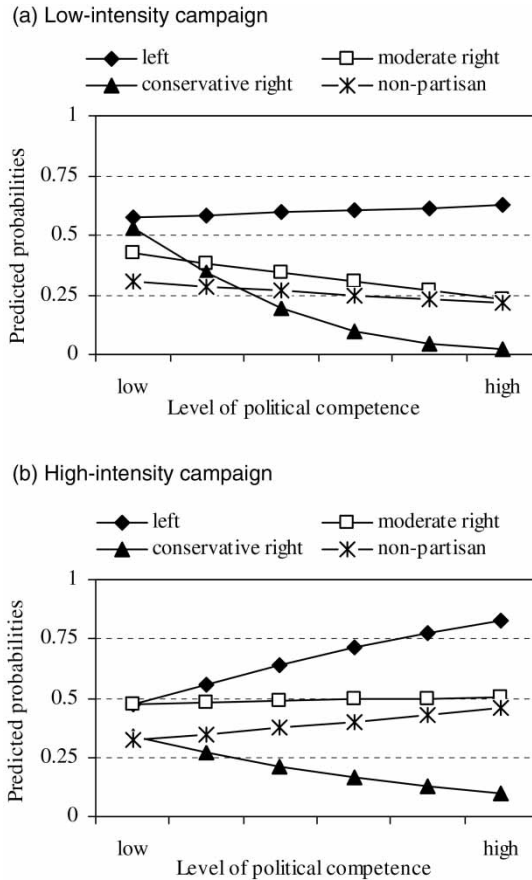 (a) Low-intensity campaign
left moderate right
conservative right non-partisan
1
0.75
0.5
0.25
0
Predicted probabilities
low high
Level of political competence
(b) High-intensity campaign
left moderate right
conservative right non-partisan
1
0.75
0.5
0.25
0
Predicted probabilities
low high
Level of political competence